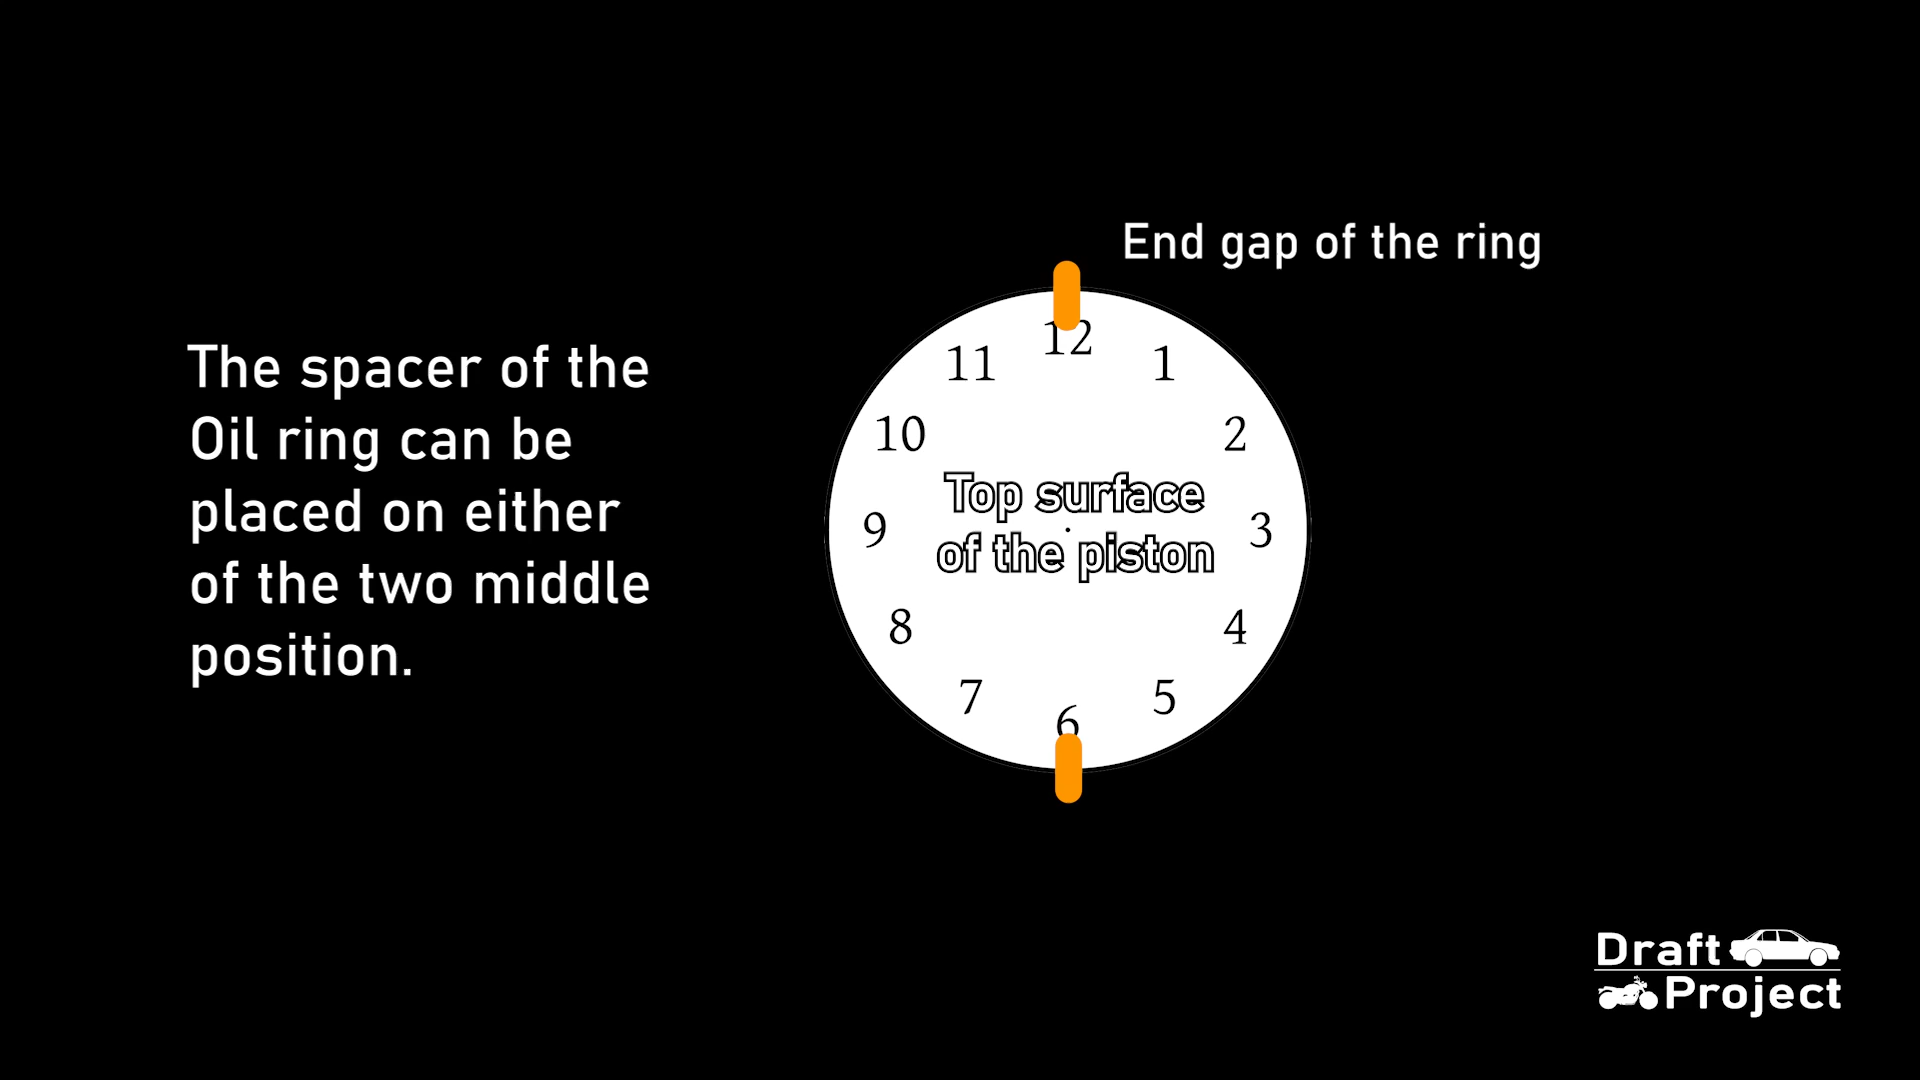 End gap of the ring
The spacer of the
Oil ring can be
placed on either
of the two middle
position.
12
11
1
10
2
Top surface
of the piston
9
3
8
4
7
5
6
Draft
Project